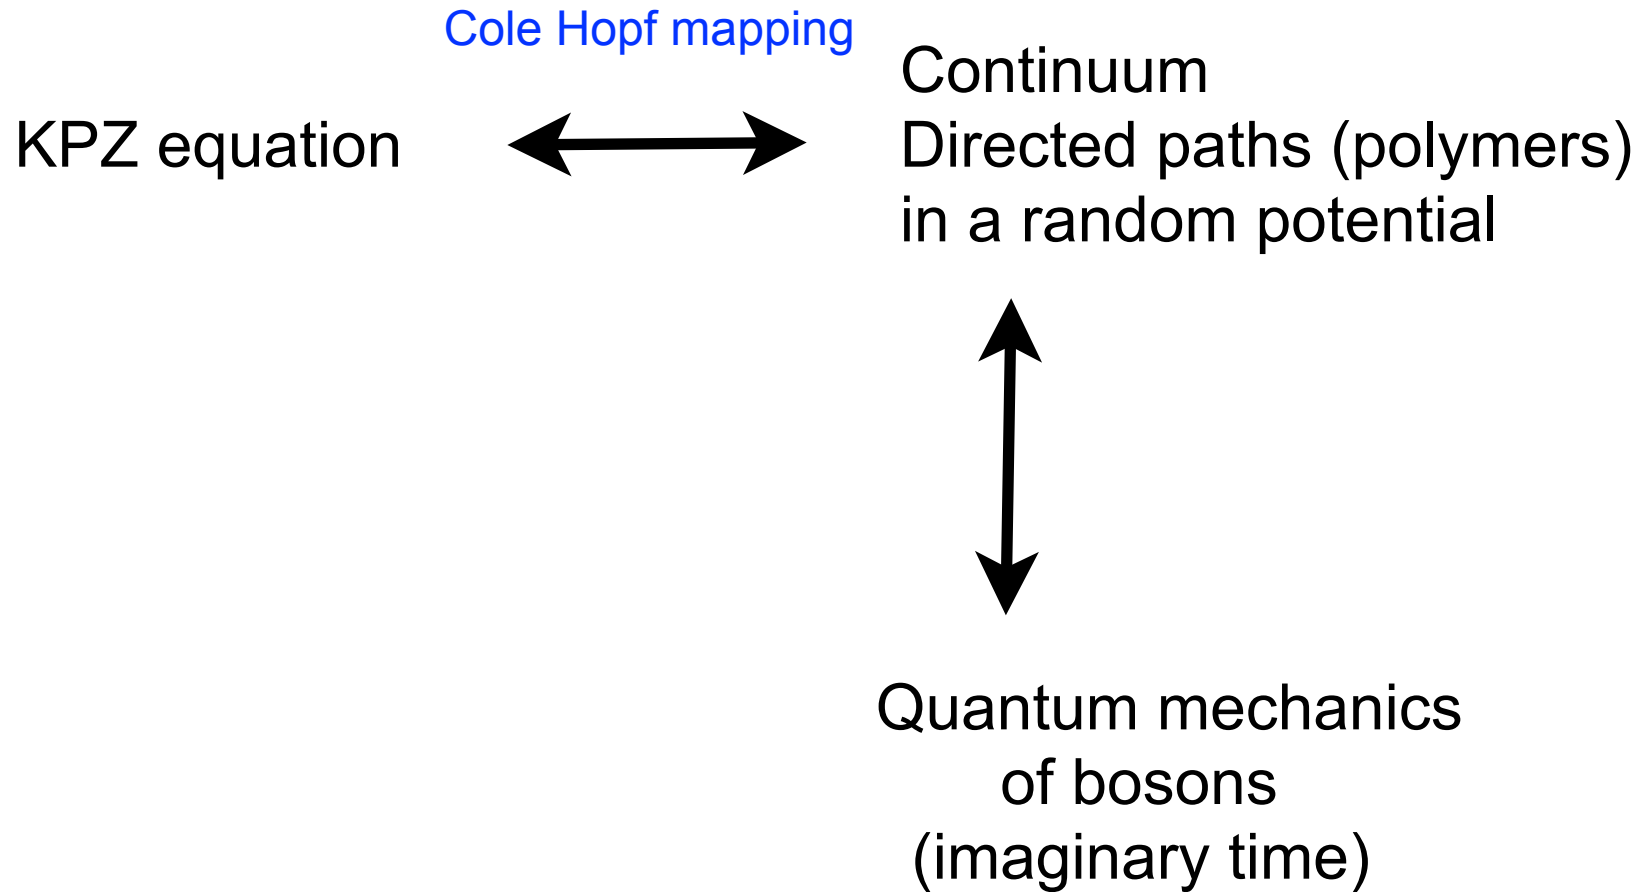 Cole Hopf mapping
KPZ equation
Continuum
Directed paths (polymers)
in a random potential
Quantum mechanics
of bosons
(imaginary time)